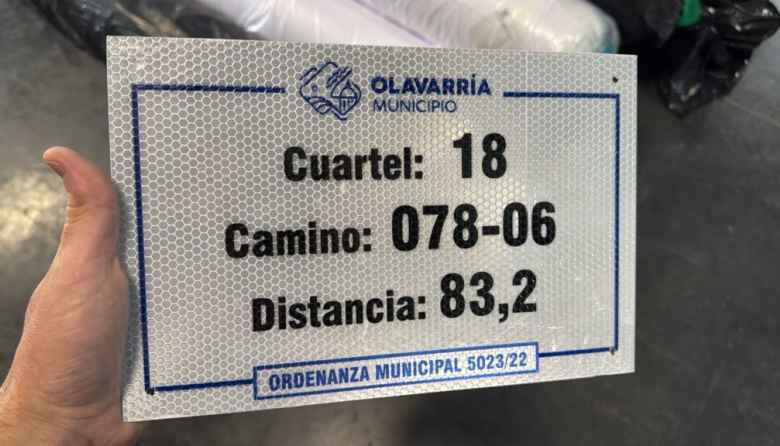 OLAVARRÍA
MUNICIPIO
Cuartel: 18
Camino: 078-06
Distancia: 83,2
ORDENANZA MUNICIPAL 5023/22